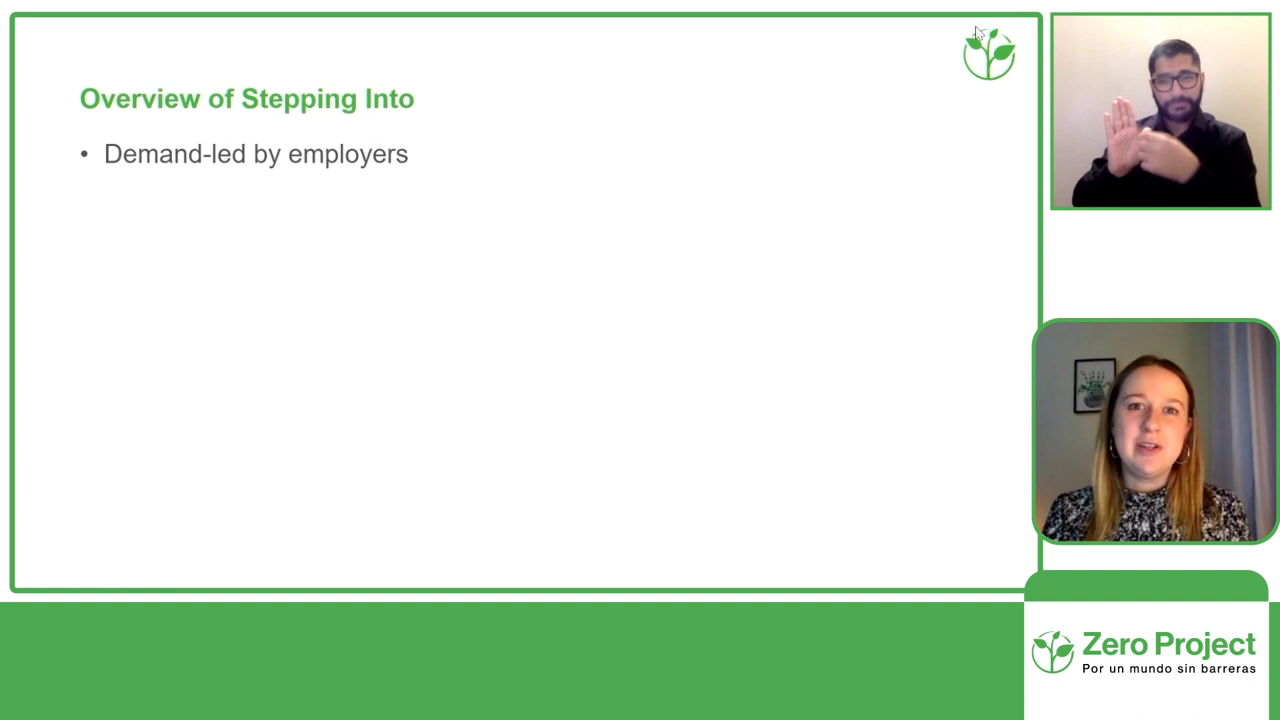 Overview of Stepping Into
• Demand-led by employers
Zero Project
Por un mundo sin barreras